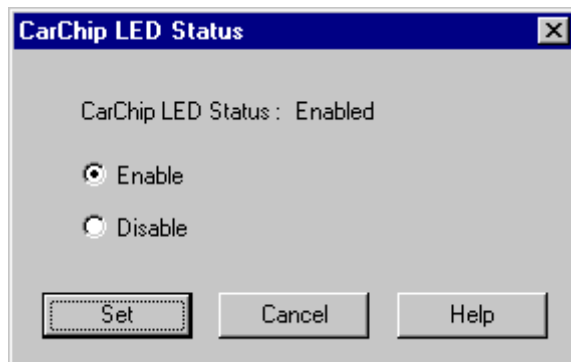 CarChip LED Status
CarChip LED Status : Enabled
Enable
Disable
Set Cancel Help